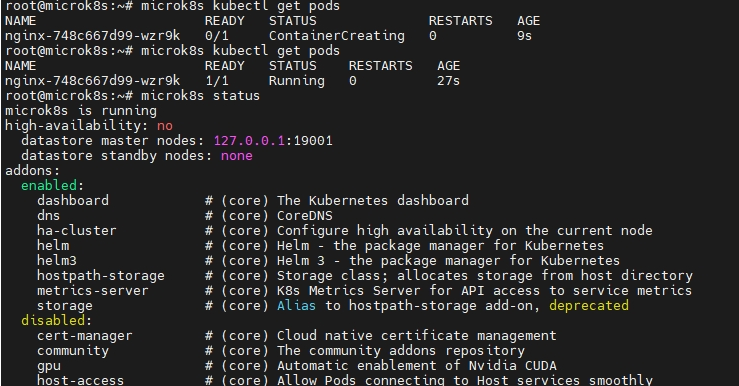 root@microk8s:~# microk8s kubectl get pods
NAME                     READY   STATUS              RESTARTS   AGE
nginx-748c667d99-wzr9k   0/1     ContainerCreating   0          9s
root@microk8s:~# microk8s kubectl get pods
NAME                     READY   STATUS    RESTARTS   AGE
nginx-748c667d99-wzr9k   1/1     Running   0          27s
root@microk8s:~# microk8s status
microk8s is running
high-availability: no
  datastore master nodes: 127.0.0.1:19001
  datastore standby nodes: none
addons:
  enabled:
    dashboard            # (core) The Kubernetes dashboard
    dns                  # (core) CoreDNS
    ha-cluster           # (core) Configure high availability on the current node
    helm                 # (core) Helm - the package manager for Kubernetes
    helm3                # (core) Helm 3 - the package manager for Kubernetes
    hostpath-storage     # (core) Storage class; allocates storage from host directory
    metrics-server       # (core) K8s Metrics Server for API access to service metrics
    storage              # (core) Alias to hostpath-storage add-on, deprecated
  disabled:
    cert-manager         # (core) Cloud native certificate management
    community            # (core) The community addons repository
    gpu                  # (core) Automatic enablement of Nvidia CUDA
    host-access          # (core) Allow Pods connecting to Host services smoothly